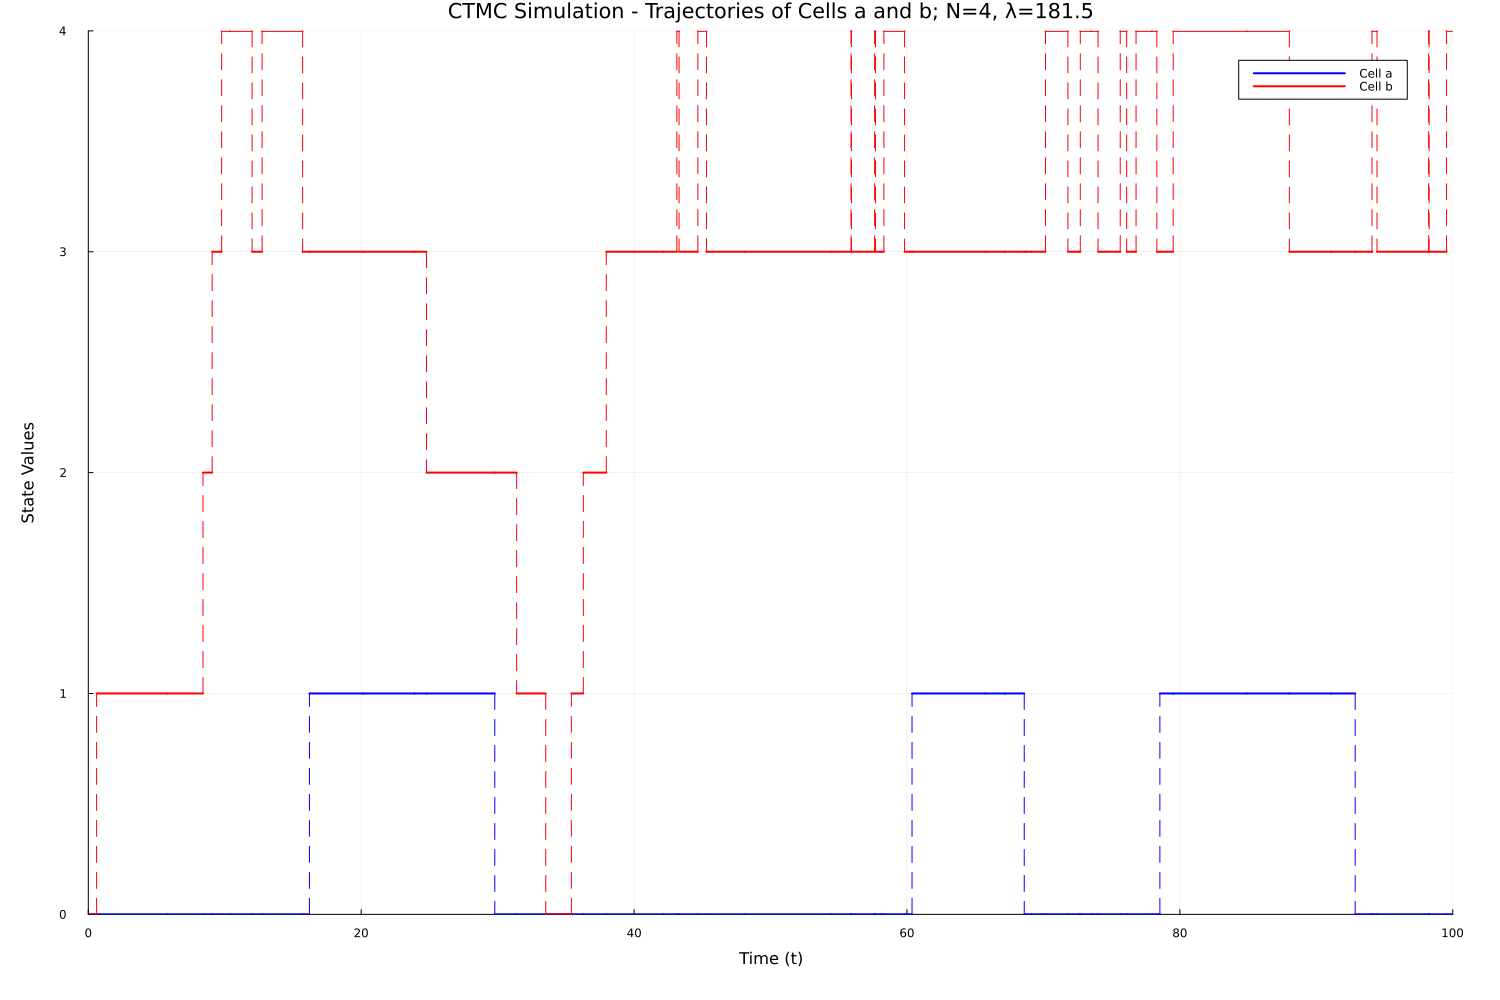 CTMC Simulation - Trajectories of Cells a and b; N=4, λ=181.5
4
3
2
1
0
State Values
Cell a
Cell b
0 20 40 60 80 100
Time (t)